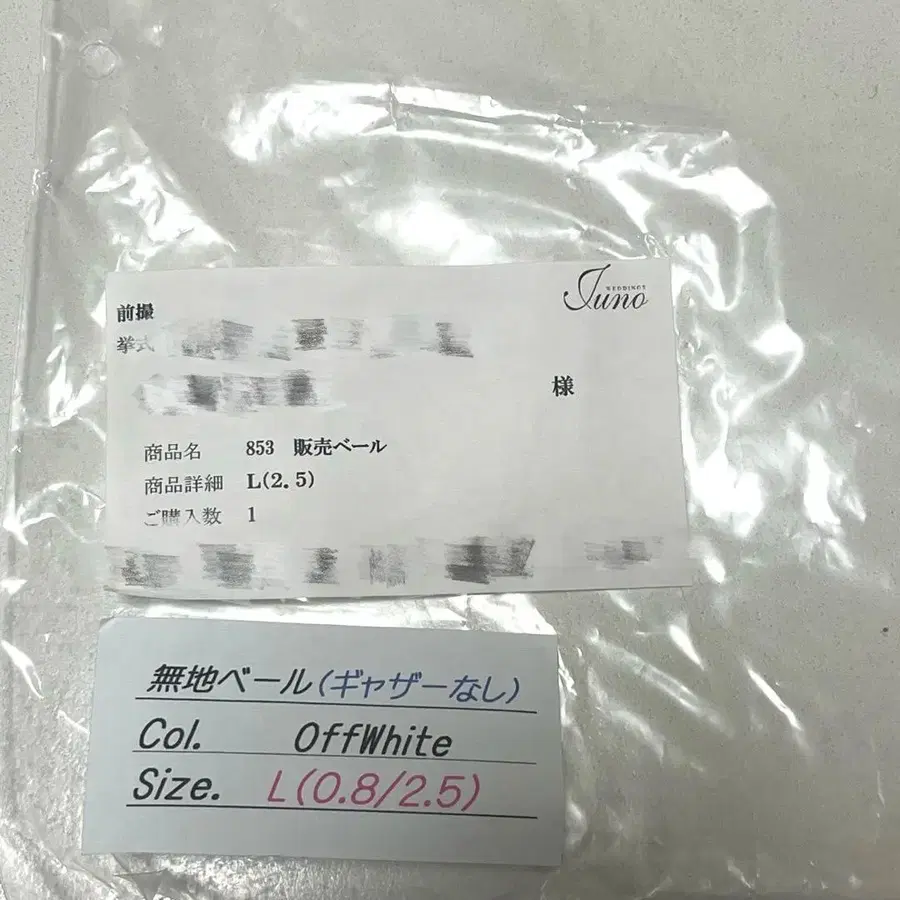 WEDDINGS
Juno
前撮
挙式
様
商品名 853 販売ベール
商品詳細 L(2.5)
ご購入数 1
無地ベール(ギャザーなし)
Col. OffWhite
Size. L(0.8/2.5)